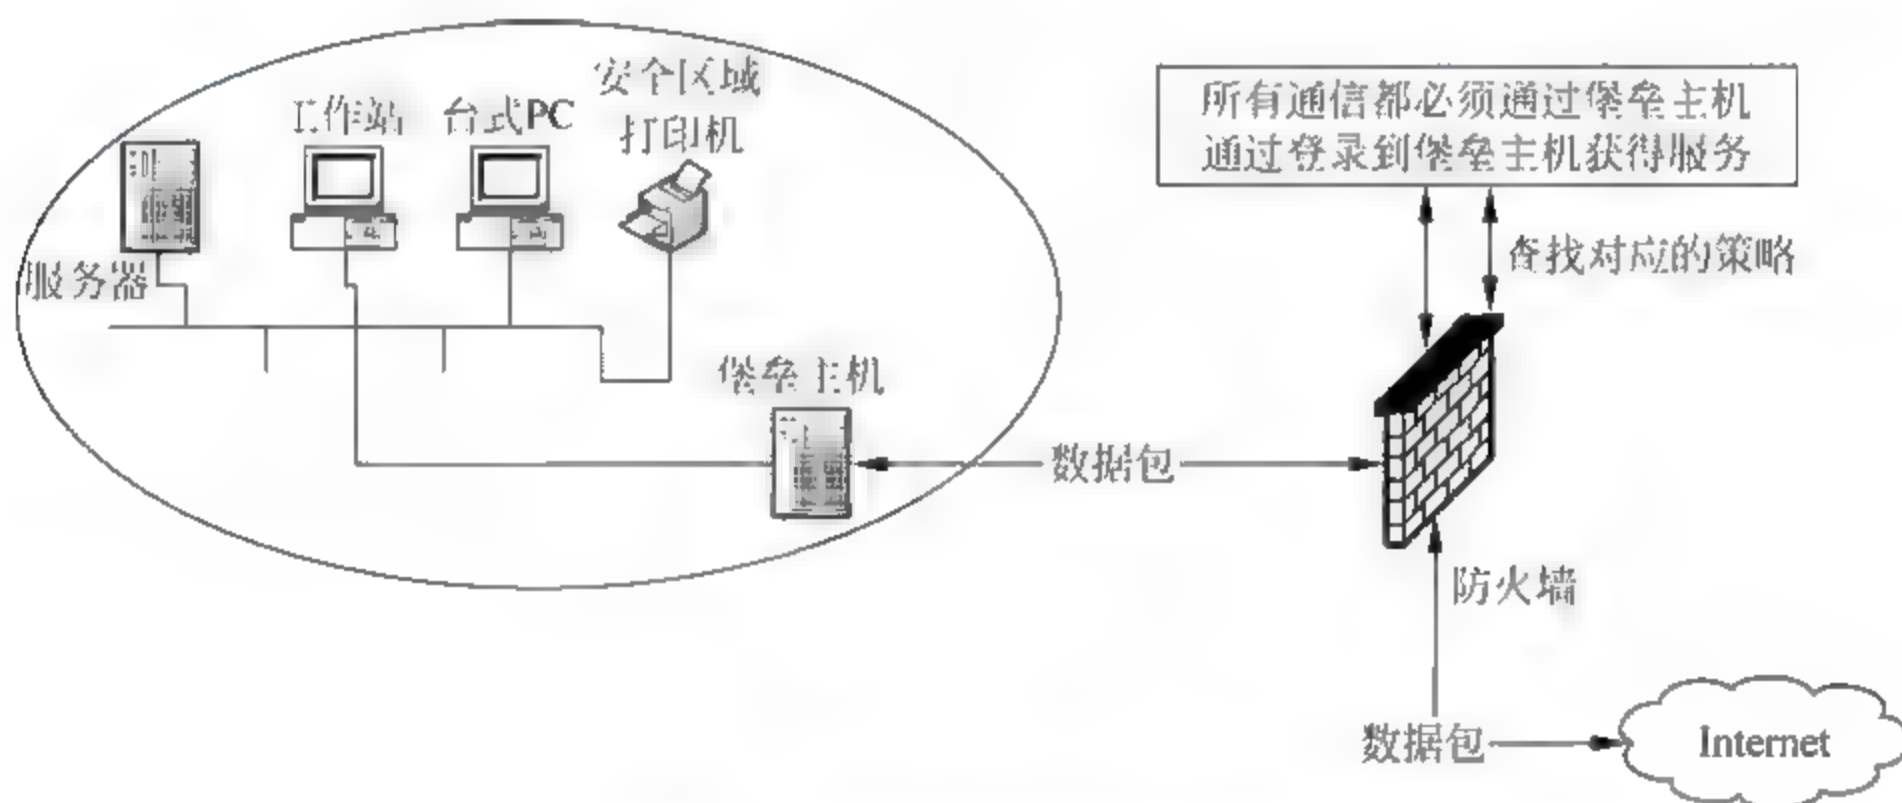 安全区域
工作站
台式PC
打印机
服务器
堡垒主机
数据包
所有通信都必须通过堡垒主机
通过登录到堡垒主机获得服务
查找对应的策略
防火墙
数据包
Internet